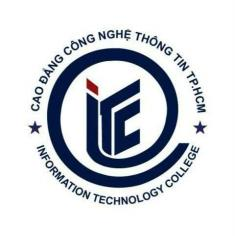 CAO ĐẲNG CÔNG NGHỆ THÔNG TIN TP.HCM
ITC
INFORMATION TECHNOLOGY COLLEGE